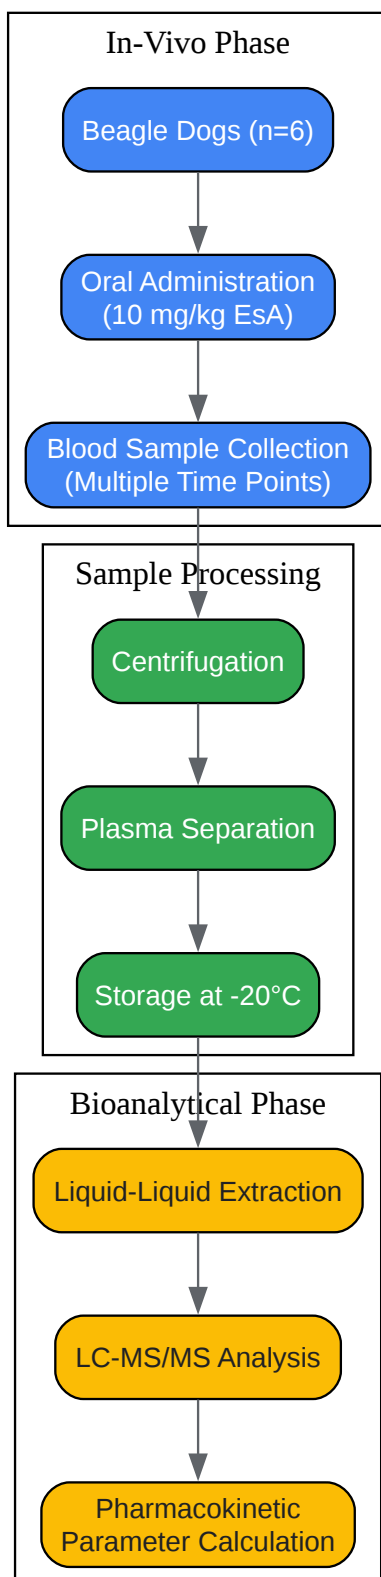 In-Vivo Phase
Beagle Dogs (n=6)
Oral Administration
(10 mg/kg EsA)
Blood Sample Collection
(Multiple Time Points)
Sample Processing
Centrifugation
Plasma Separation
Storage at -20°C
Bioanalytical Phase
Liquid-Liquid Extraction
LC-MS/MS Analysis
Pharmacokinetic
Parameter Calculation